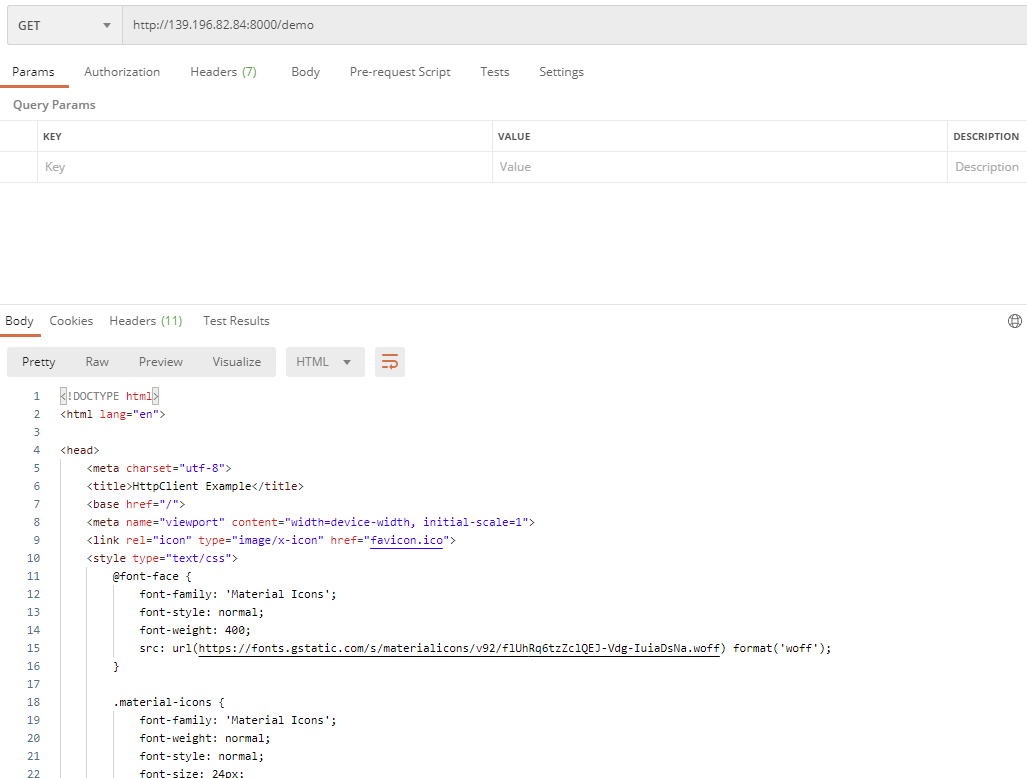 GET http://139.196.82.84:8000/demo
Params Authorization Headers (7) Body Pre-request Script Tests Settings
Query Params
KEY VALUE DESCRIPTION
Key Value Description
Body Cookies Headers (11) Test Results
Pretty Raw Preview Visualize HTML
1 <!DOCTYPE html>
2 <html lang="en">
3
4 <head>
5 <meta charset="utf-8">
6 <title>HttpClient Example</title>
7 <base href="/">
8 <meta name="viewport" content="width=device-width, initial-scale=1">
9 <link rel="icon" type="image/x-icon" href="favicon.ico">
10 <style type="text/css">
11 @font-face {
12 font-family: 'Material Icons';
13 font-style: normal;
14 font-weight: 400;
15 src: url(https://fonts.gstatic.com/s/materialicons/v92/flUhRq6tzZclQEJ-Vdg-IuiaDsNa.woff) format('woff');
16 }
17
18 .material-icons {
19 font-family: 'Material Icons';
20 font-weight: normal;
21 font-style: normal;
22 font-size: 24px;